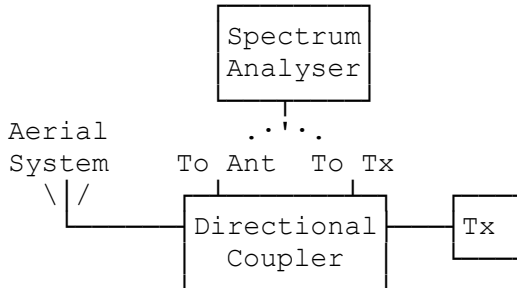 Spectrum
Analyser
Aerial
System
To Ant To Tx
Directional
Coupler
Tx